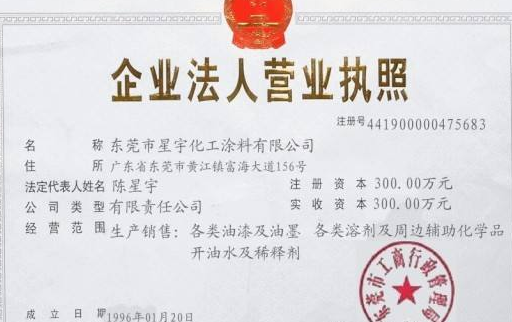 企业法人营业执照
注册号 441900000475683
名 称 东莞市星宇化工涂料有限公司
住 所 广东省东莞市黄江镇富海大道156号
法定代表人姓名 陈星宇 注 册 资 本 300.00万元
公 司 类 型 有限责任公司 实 收 资 本 300.00万元
经 营 范 围 生产销售：各类油漆及油墨 各类溶剂及周边辅助化学品
开油水及稀释剂
东莞市工商行政管理局
成 立 日 期 1996年01月20日